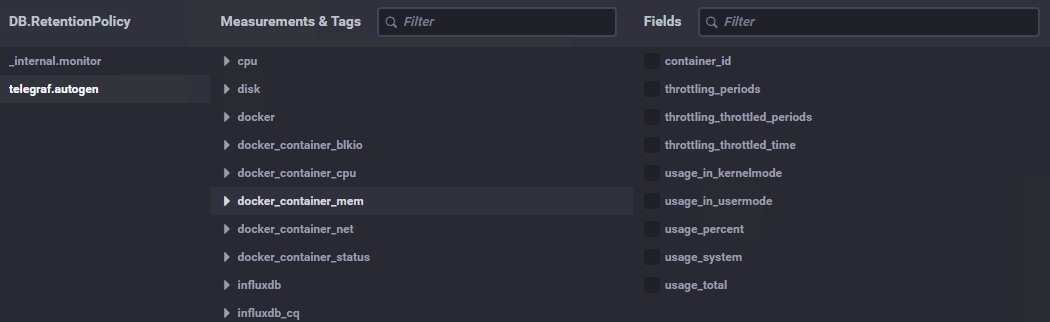 DB.RetentionPolicy
_internal.monitor
telegraf.autogen
Measurements & Tags
Filter
cpu
disk
docker
docker_container_blkio
docker_container_cpu
docker_container_mem
docker_container_net
docker_container_status
influxdb
influxdb_cq
Fields
Filter
container_id
throttling_periods
throttling_throttled_periods
throttling_throttled_time
usage_in_kernelmode
usage_in_usermode
usage_percent
usage_system
usage_total